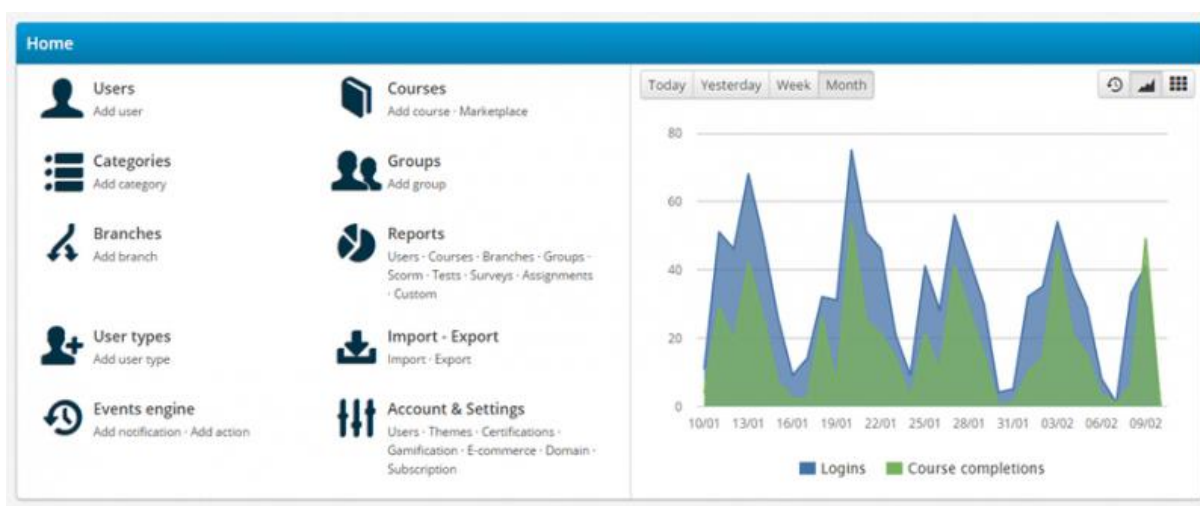 Home
Users
Add user
Courses
Add course · Marketplace
Categories
Add category
Groups
Add group
Branches
Add branch
Reports
Users · Courses · Branches · Groups ·
Scorm · Tests · Surveys · Assignments
· Custom
User types
Add user type
Import - Export
Import · Export
Events engine
Add notification · Add action
Account & Settings
Users · Themes · Certifications ·
Gamification · E-commerce · Domain ·
Subscription
Today Yesterday Week Month
80
60
40
20
0
10/01 13/01 16/01 19/01 22/01 25/01 28/01 31/01 03/02 06/02 09/02
Logins Course completions